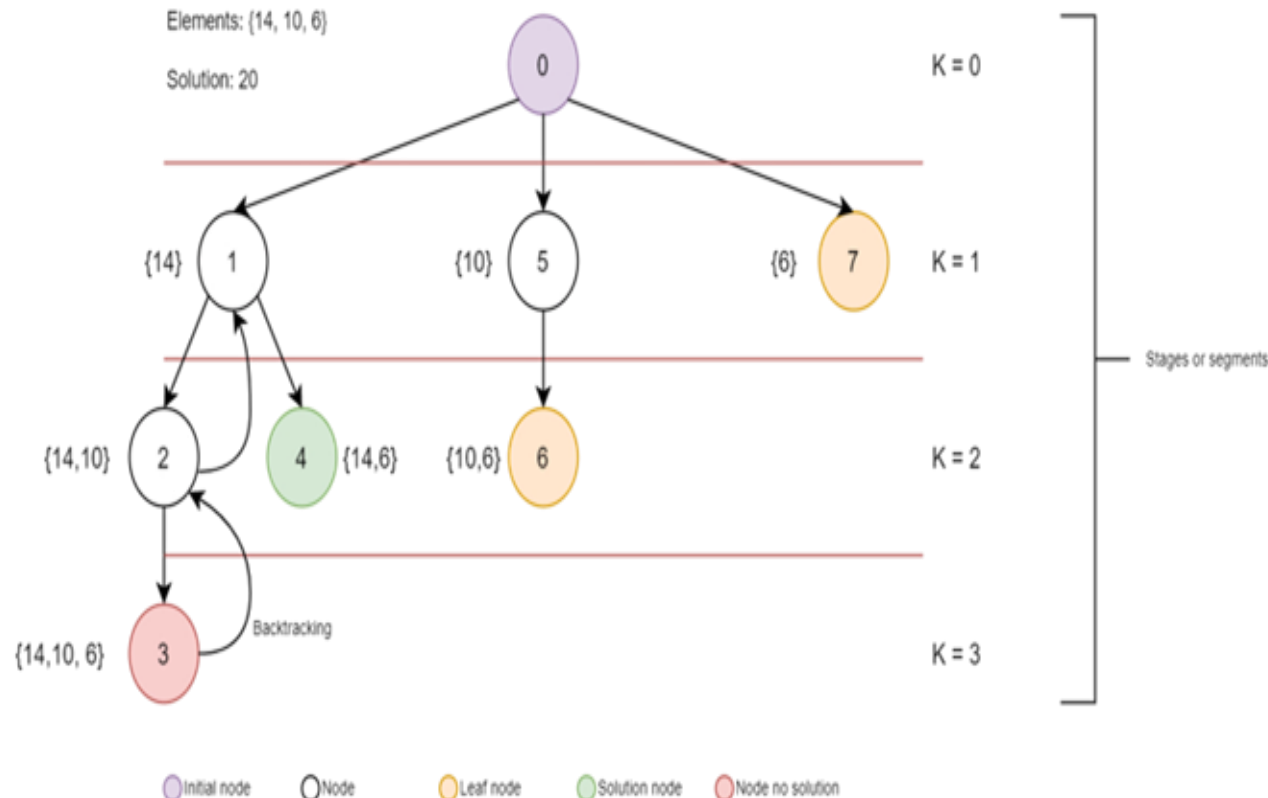 Elements: {14, 10, 6}
Solution: 20
0
K = 0
{14}
1
{10}
5
{6}
7
K = 1
Stages or segments
{14,10}
2
4
{14,6}
{10,6}
6
K = 2
Backtracking
{14,10, 6}
3
K = 3
Initial node
Node
Leaf node
Solution node
Node no solution